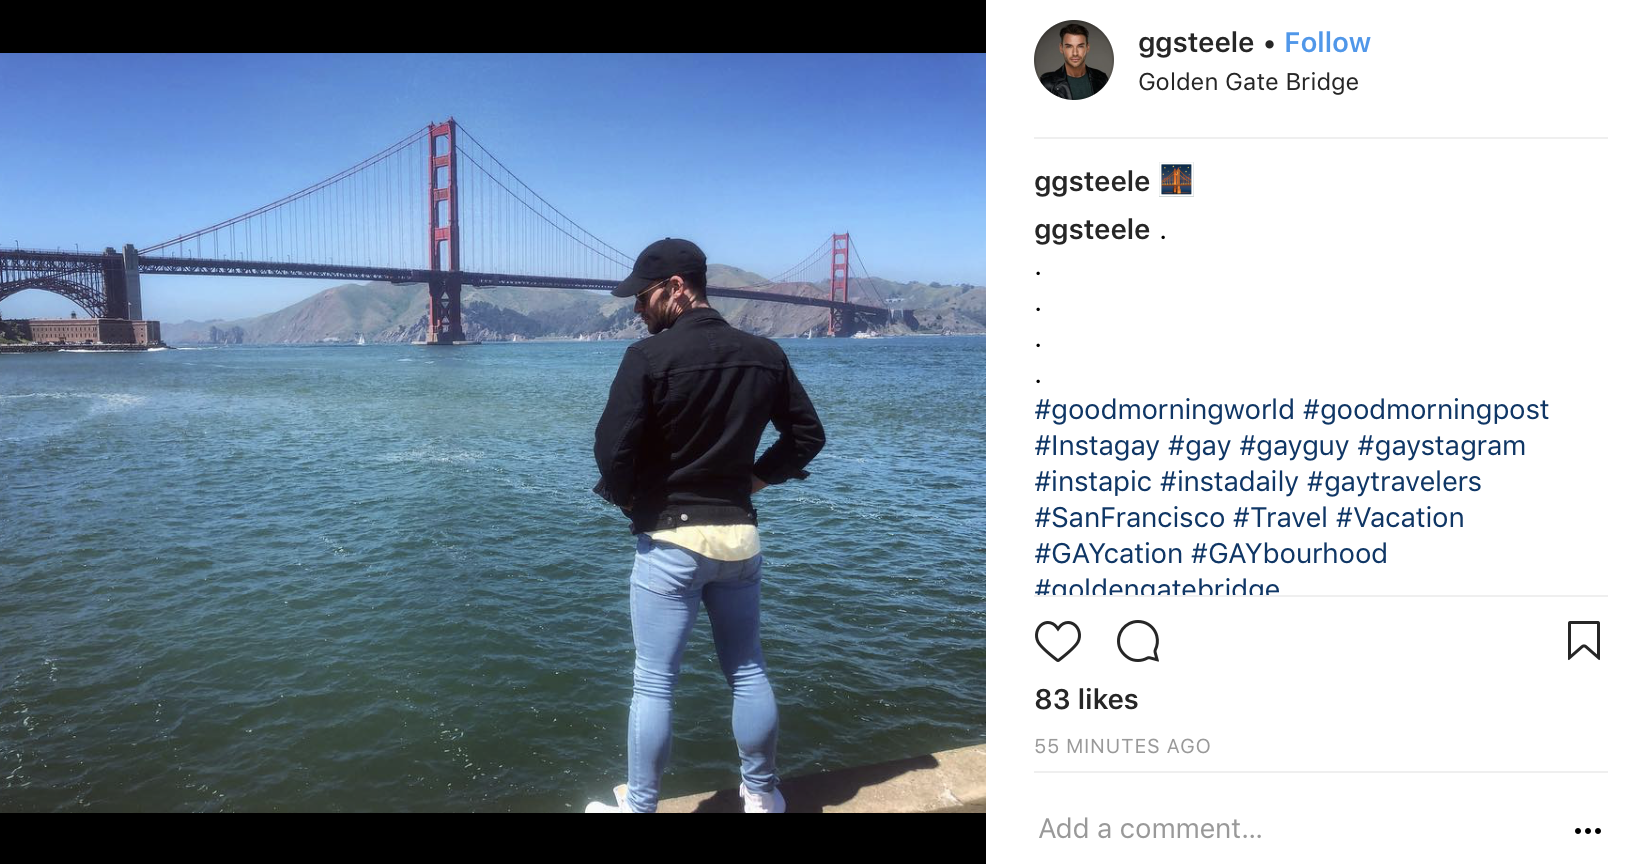 ggsteele • Follow
Golden Gate Bridge
ggsteele 🌉
ggsteele .
.
.
.
.
#goodmorningworld #goodmorningpost
#Instagay #gay #gayguy #gaystagram
#instapic #instadaily #gaytravelers
#SanFrancisco #Travel #Vacation
#GAYcation #GAYbourhood
#goldengatebridge
83 likes
55 MINUTES AGO
Add a comment...